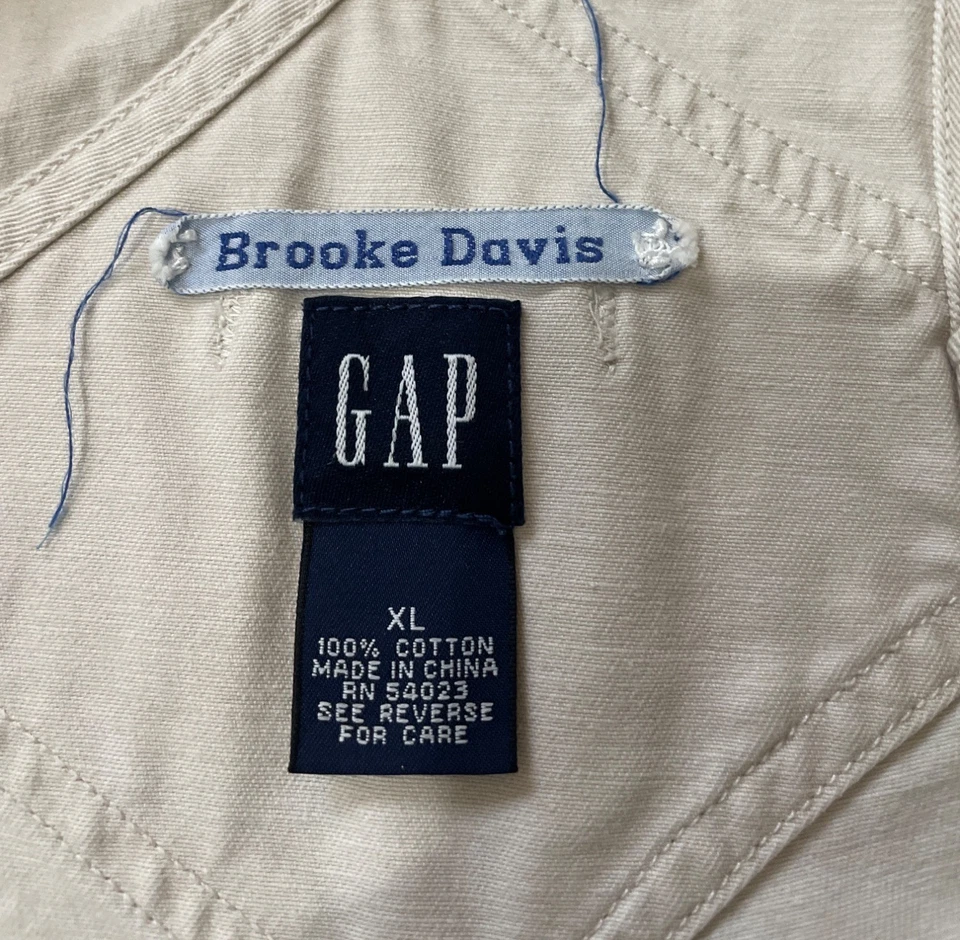 Brooke Davis
GAP
XL
100% COTTON
MADE IN CHINA
RN 54023
SEE REVERSE
FOR CARE